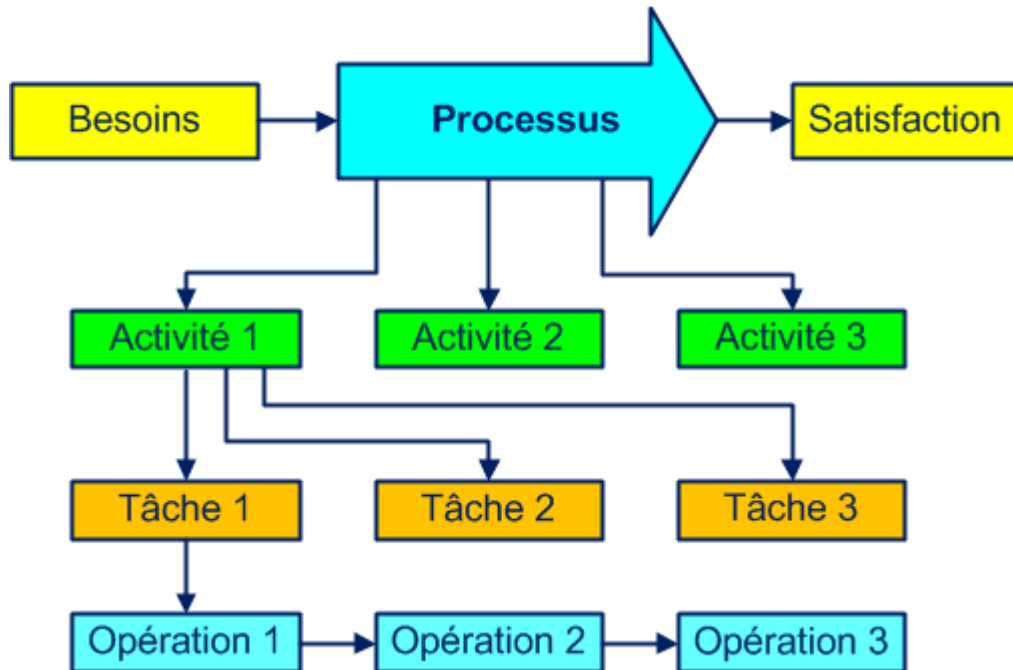 Besoins
Processus
Satisfaction
Activité 1
Activité 2
Activité 3
Tâche 1
Tâche 2
Tâche 3
Opération 1
Opération 2
Opération 3